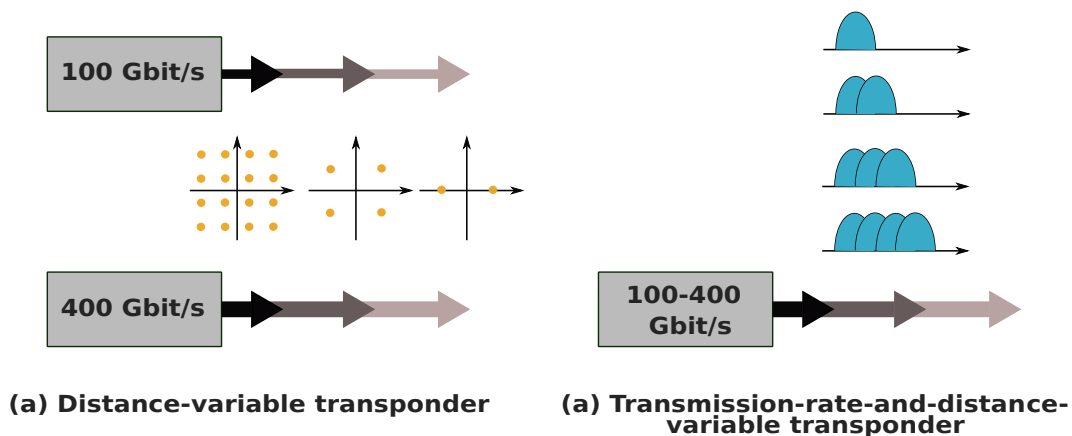 100 Gbit/s
400 Gbit/s
(a) Distance-variable transponder
100-400
Gbit/s
(a) Transmission-rate-and-distance-
variable transponder